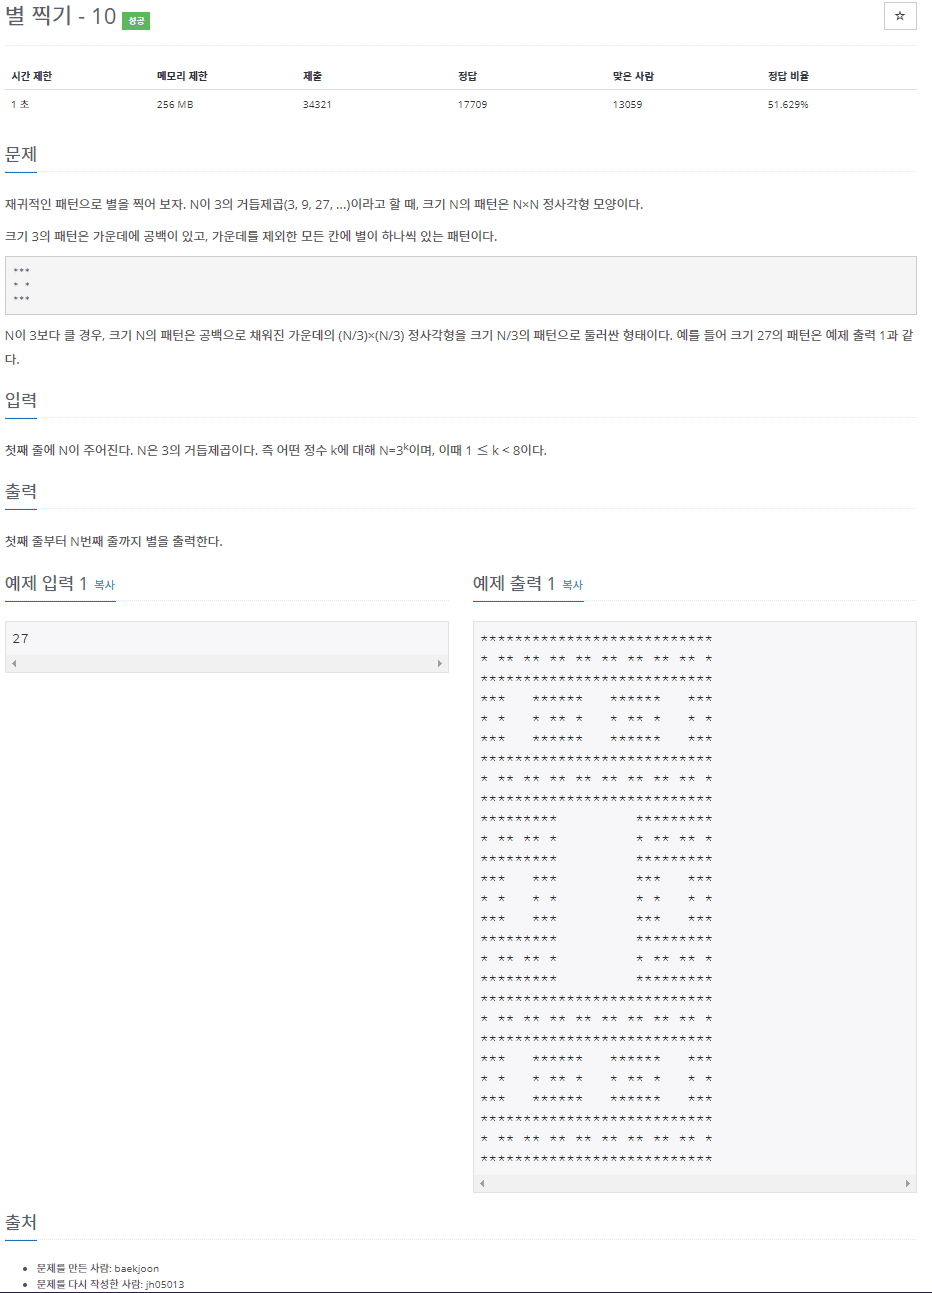 별 찍기 - 10 성공
☆
시간 제한 메모리 제한 제출 정답 맞은 사람 정답 비율
1 초 256 MB 34321 17709 13059 51.629%
문제
재귀적인 패턴으로 별을 찍어 보자. N이 3의 거듭제곱(3, 9, 27, ...)이라고 할 때, 크기 N의 패턴은 N×N 정사각형 모양이다.
크기 3의 패턴은 가운데에 공백이 있고, 가운데를 제외한 모든 칸에 별이 하나씩 있는 패턴이다.
***
* *
***
N이 3보다 클 경우, 크기 N의 패턴은 공백으로 채워진 가운데의 (N/3)×(N/3) 정사각형을 크기 N/3의 패턴으로 둘러싼 형태이다. 예를 들어 크기 27의 패턴은 예제 출력 1과 같
다.
입력
첫째 줄에 N이 주어진다. N은 3의 거듭제곱이다. 즉 어떤 정수 k에 대해 N=3^k이며, 이때 1 ≤ k < 8이다.
출력
첫째 줄부터 N번째 줄까지 별을 출력한다.
예제 입력 1 복사
27
예제 출력 1 복사
***************************
* ** ** ** ** ** ** ** ** *
***************************
***   ******   ******   ***
* *   * ** *   * ** *   * *
***   ******   ******   ***
***************************
* ** ** ** ** ** ** ** ** *
***************************
*********         *********
* ** ** *         * ** ** *
*********         *********
***   ***         ***   ***
* *   * *         * *   * *
***   ***         ***   ***
*********         *********
* ** ** *         * ** ** *
*********         *********
***************************
* ** ** ** ** ** ** ** ** *
***************************
***   ******   ******   ***
* *   * ** *   * ** *   * *
***   ******   ******   ***
***************************
* ** ** ** ** ** ** ** ** *
***************************
출처
• 문제를 만든 사람: baekjoon
• 문제를 다시 작성한 사람: jh05013